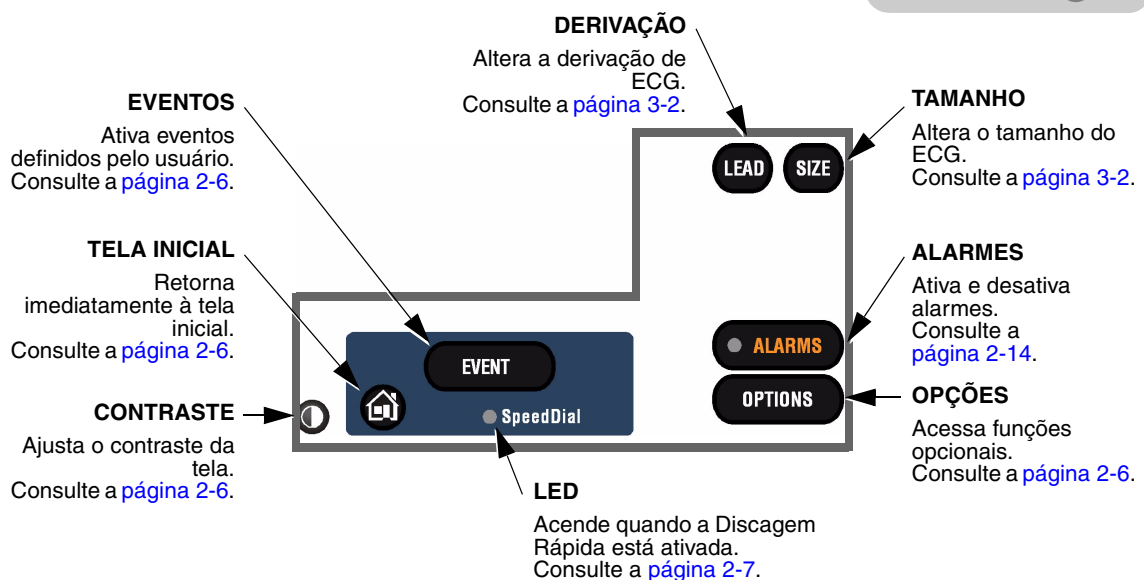 DERIVAÇÃO
Altera a derivação de
ECG.
Consulte a página 3-2.
EVENTOS
Ativa eventos
definidos pelo usuário.
Consulte a página 2-6.
TAMANHO
Altera o tamanho do
ECG.
Consulte a página 3-2.
LEAD
SIZE
TELA INICIAL
Retorna
imediatamente à tela
inicial.
Consulte a página 2-6.
ALARMES
Ativa e desativa
alarmes.
Consulte a
página 2-14.
ALARMS
EVENT
OPTIONS
SpeedDial
CONTRASTE
Ajusta o contraste da
tela.
Consulte a página 2-6.
OPÇÕES
Acessa funções
opcionais.
Consulte a página 2-6.
LED
Acende quando a Discagem
Rápida está ativada.
Consulte a página 2-7.